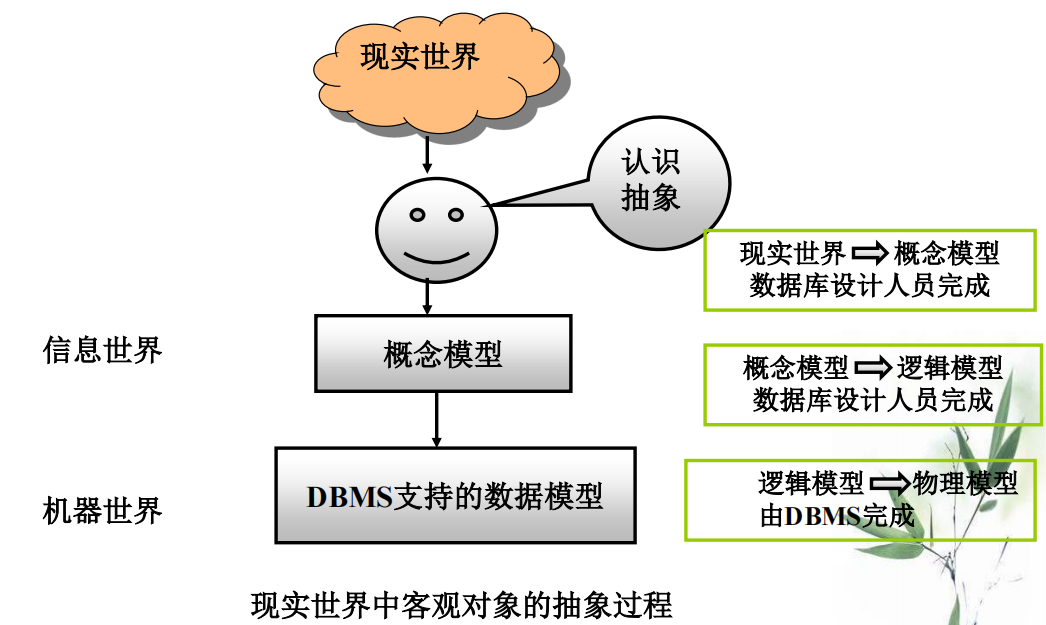 现实世界
认识
抽象
现实世界 概念模型
数据库设计人员完成
信息世界
概念模型
概念模型 逻辑模型
数据库设计人员完成
机器世界
DBMS支持的数据模型
逻辑模型 物理模型
由DBMS完成
现实世界中客观对象的抽象过程